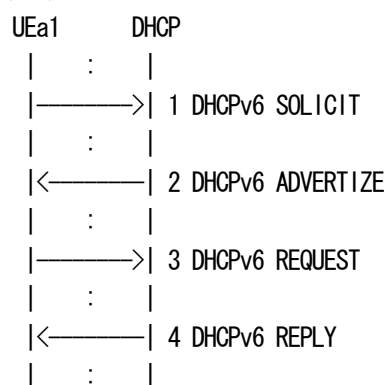 UEa1 DHCP
1 DHCPv6 SOLICIT
2 DHCPv6 ADVERTIZE
3 DHCPv6 REQUEST
4 DHCPv6 REPLY